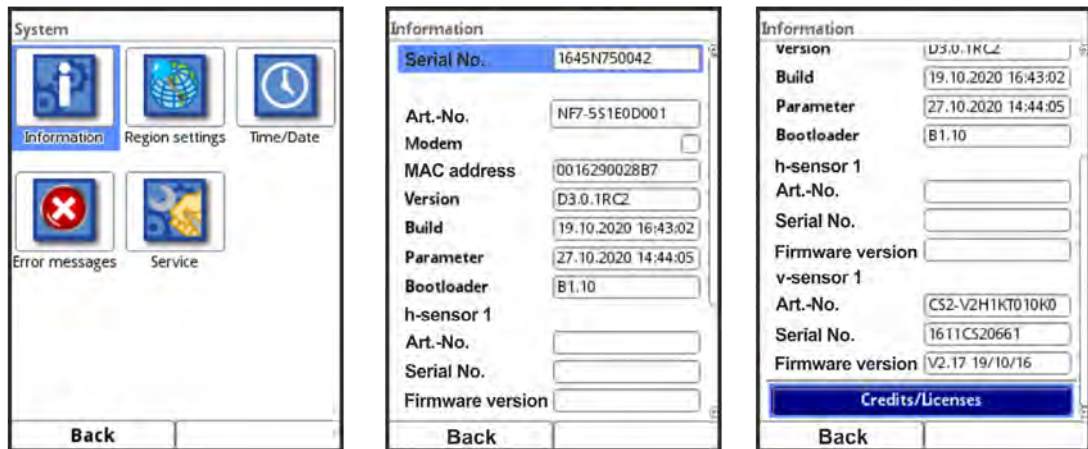 System
Information
Region settings
Time/Date
Error messages
Service
Back
Information
Serial No. 1645N750042
Art.-No. NF7-5S1E0D001
Modem
MAC address 0016290028B7
Version D3.0.1RC2
Build 19.10.2020 16:43:02
Parameter 27.10.2020 14:44:05
Bootloader B1.10
h-sensor 1
Art.-No.
Serial No.
Firmware version
Back
Information
Version D3.0.1RC2
Build 19.10.2020 16:43:02
Parameter 27.10.2020 14:44:05
Bootloader B1.10
h-sensor 1
Art.-No.
Serial No.
Firmware version
v-sensor 1
Art.-No. CS2-V2H1KT010K0
Serial No. 1611CS20661
Firmware version V2.17 19/10/16
Credits/Licenses
Back